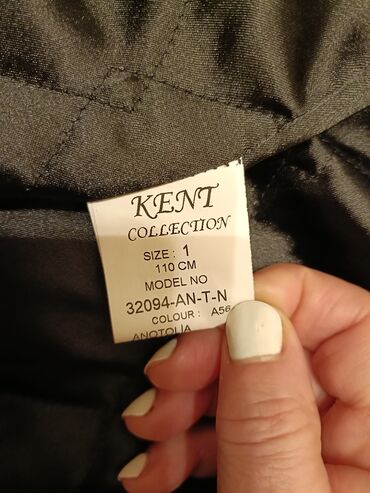 KENT
COLLECTION
SIZE : 1
110 CM
MODEL NO
32094-AN-T-N
COLOUR : A56
ANOTOLIA